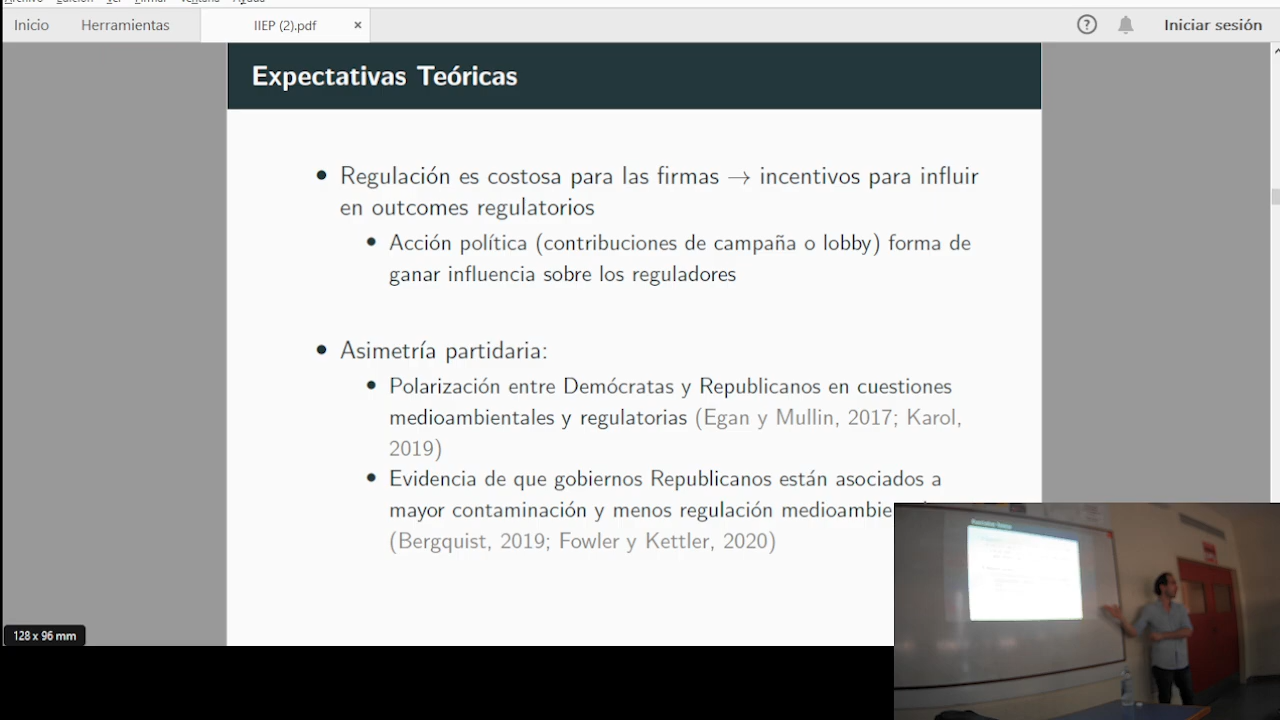 Inicio
Herramientas
IIEP (2).pdf
×
?
Iniciar sesión
Expectativas Teóricas
• Regulación es costosa para las firmas → incentivos para influir
en outcomes regulatorios
• Acción política (contribuciones de campaña o lobby) forma de
ganar influencia sobre los reguladores
• Asimetría partidaria:
• Polarización entre Demócratas y Republicanos en cuestiones
medioambientales y regulatorias (Egan y Mullin, 2017; Karol,
2019)
• Evidencia de que gobiernos Republicanos están asociados a
mayor contaminación y menos regulación
(Bergquist, 2019; Fowler y Kettler, 2020)
128 x 96 mm